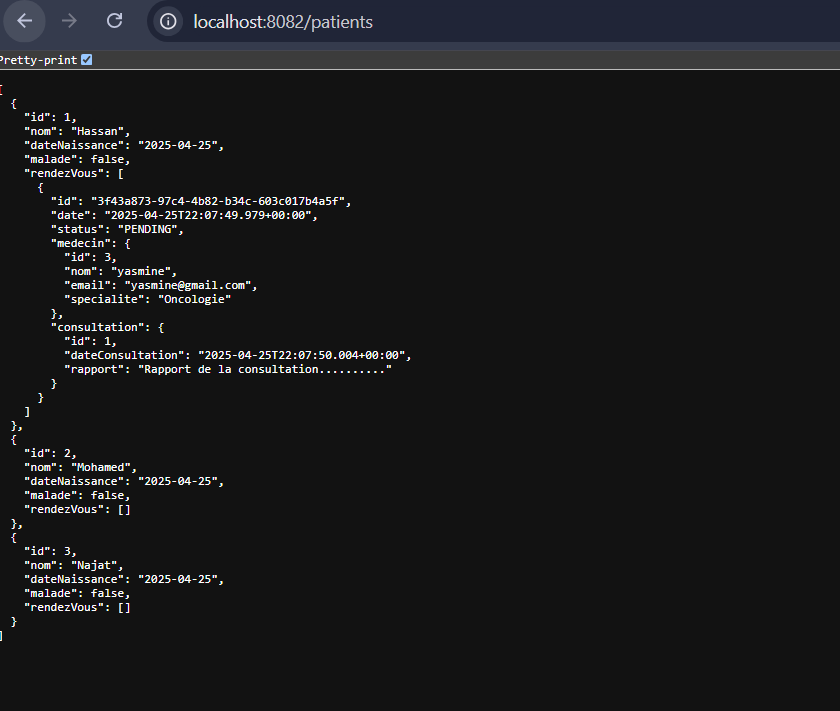 localhost:8082/patients
Pretty-print
[
  {
    "id": 1,
    "nom": "Hassan",
    "dateNaissance": "2025-04-25",
    "malade": false,
    "rendezVous": [
      {
        "id": "3f43a873-97c4-4b82-b34c-603c017b4a5f",
        "date": "2025-04-25T22:07:49.979+00:00",
        "status": "PENDING",
        "medecin": {
          "id": 3,
          "nom": "yasmine",
          "email": "yasmine@gmail.com",
          "specialite": "Oncologie"
        },
        "consultation": {
          "id": 1,
          "dateConsultation": "2025-04-25T22:07:50.004+00:00",
          "rapport": "Rapport de la consultation.........."
        }
      }
    ]
  },
  {
    "id": 2,
    "nom": "Mohamed",
    "dateNaissance": "2025-04-25",
    "malade": false,
    "rendezVous": []
  },
  {
    "id": 3,
    "nom": "Najat",
    "dateNaissance": "2025-04-25",
    "malade": false,
    "rendezVous": []
  }
]